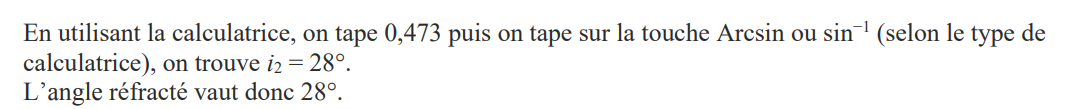 En utilisant la calculatrice, on tape 0,473 puis on tape sur la touche Arcsin ou sin⁻¹ (selon le type de
calculatrice), on trouve i₂ = 28°.
L’angle réfracté vaut donc 28°.